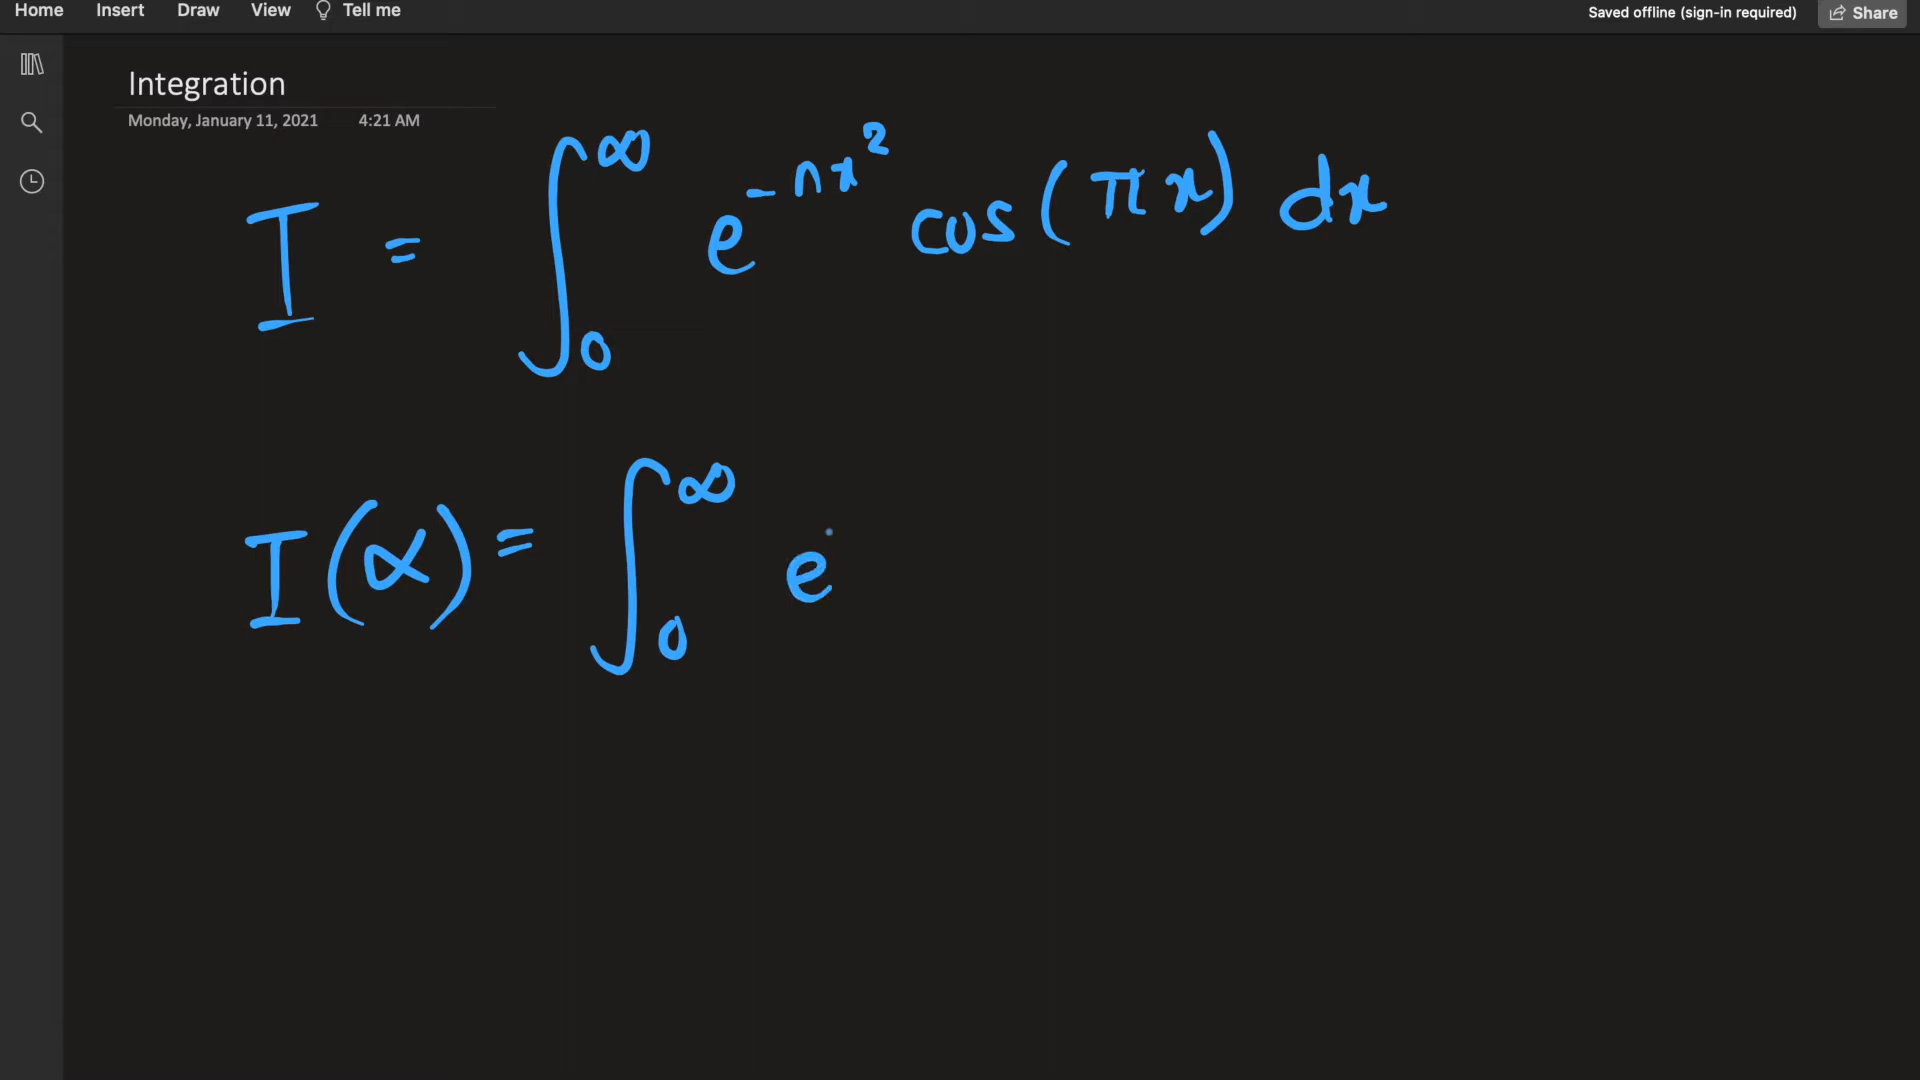 Home Insert Draw View Tell me Saved offline (sign-in required) Share
Integration
Monday, January 11, 2021 4:21 AM
I = ∫₀^∞ e^{-nx²} cos(πx) dx
I(α) = ∫₀^∞ e